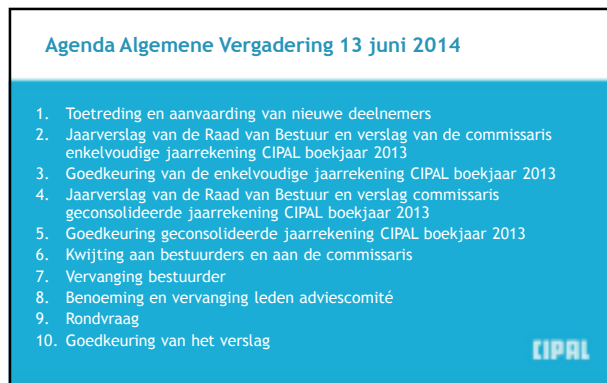 Agenda Algemene Vergadering 13 juni 2014
1. Toetreding en aanvaarding van nieuwe deelnemers
2. Jaarverslag van de Raad van Bestuur en verslag van de commissaris
enkelvoudige jaarrekening CIPAL boekjaar 2013
3. Goedkeuring van de enkelvoudige jaarrekening CIPAL boekjaar 2013
4. Jaarverslag van de Raad van Bestuur en verslag commissaris
geconsolideerde jaarrekening CIPAL boekjaar 2013
5. Goedkeuring geconsolideerde jaarrekening CIPAL boekjaar 2013
6. Kwijting aan bestuurders en aan de commissaris
7. Vervanging bestuurder
8. Benoeming en vervanging leden adviescomité
9. Rondvraag
10. Goedkeuring van het verslag
CIPAL